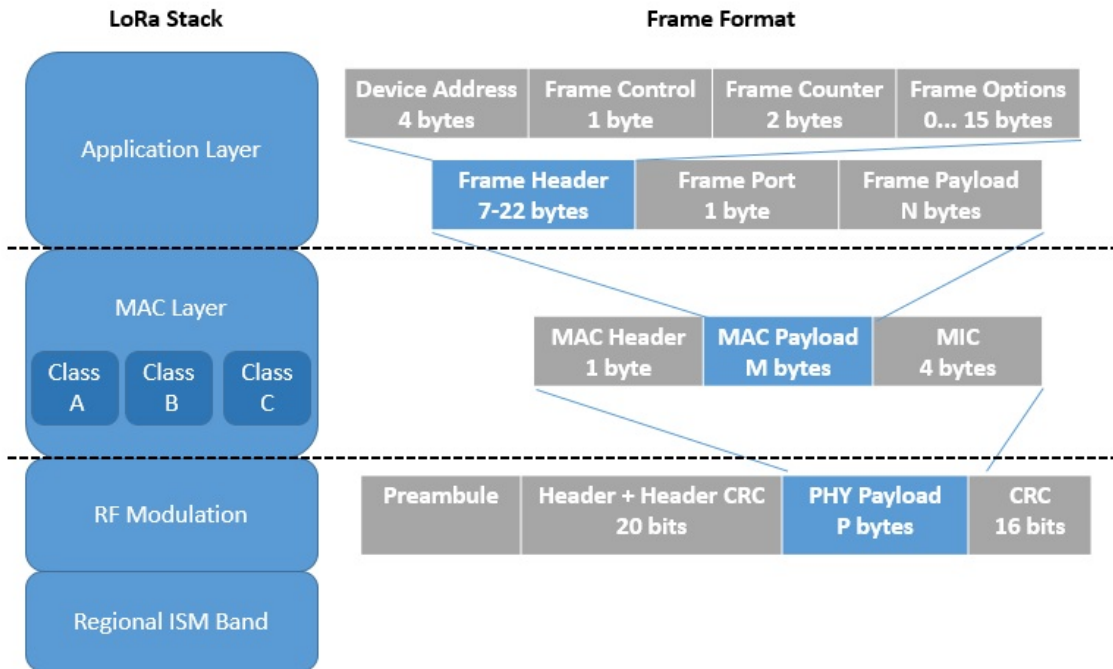 LoRa Stack
Frame Format
Application Layer
Device Address
4 bytes
Frame Control
1 byte
Frame Counter
2 bytes
Frame Options
0... 15 bytes
Frame Header
7-22 bytes
Frame Port
1 byte
Frame Payload
N bytes
MAC Layer
Class
A
Class
B
Class
C
MAC Header
1 byte
MAC Payload
M bytes
MIC
4 bytes
RF Modulation
Preambule
Header + Header CRC
20 bits
PHY Payload
P bytes
CRC
16 bits
Regional ISM Band